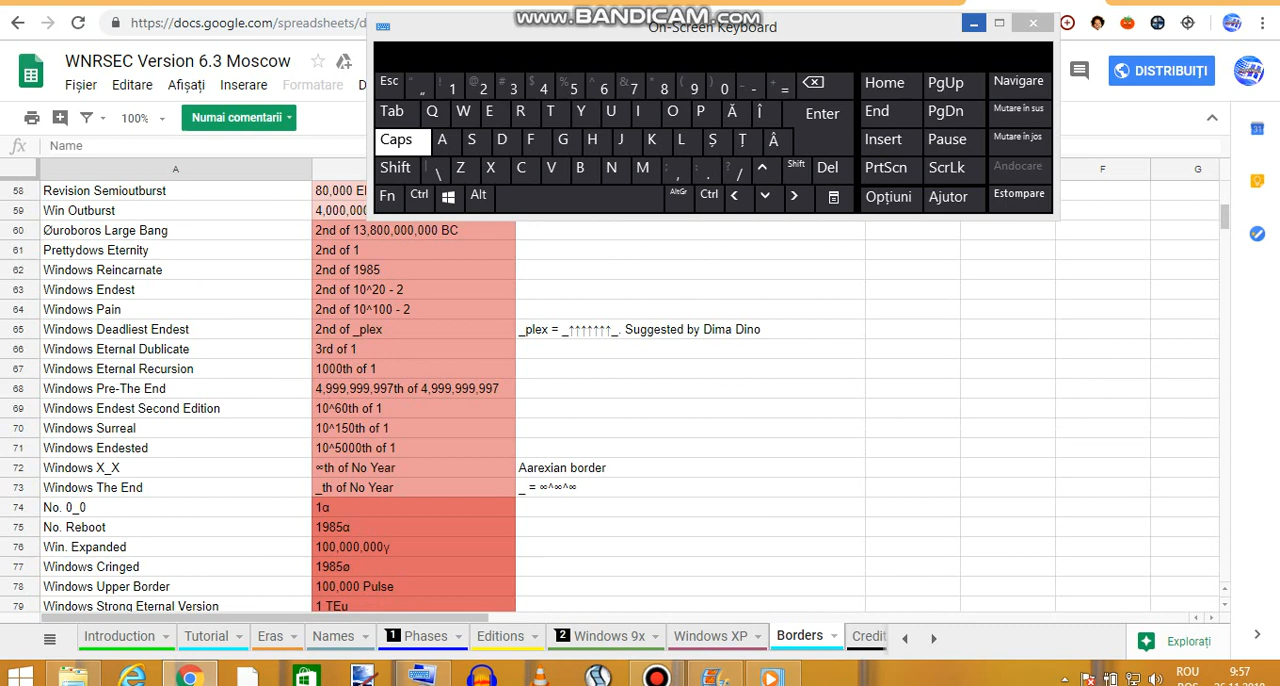 https://docs.google.com/spreadsheets/d
www.BANDICAM.com
On-Screen Keyboard
WNRSEC Version 6.3 Moscow
Fișier Editare Afișați Inserare Formatare D
DISTRIBUIȚI
100% Numai comentarii
fx Name
Esc „ ! 1 @ 2 # 3 $ 4 % 5 ^ 6 & 7 * 8 ( 9 ) 0 _ - + = Home PgUp Navigare
Tab Q W E R T Y U I O P Ă Î Enter End PgDn Mutare în sus
Caps A S D F G H J K L Ș Ț Â Insert Pause Mutare în jos
Shift | \ Z X C V B N M ; , : . ? / Shift Del PrtScn ScrLk Andocare
Fn Ctrl Alt AltGr Ctrl Opțiuni Ajutor Estompare
A F G
58 Revision Semioutburst 80,000 E
59 Win Outburst 4,000,000
60 Øuroboros Large Bang 2nd of 13,800,000,000 BC
61 Prettydows Eternity 2nd of 1
62 Windows Reincarnate 2nd of 1985
63 Windows Endest 2nd of 10^20 - 2
64 Windows Pain 2nd of 10^100 - 2
65 Windows Deadliest Endest 2nd of _plex _plex = _↑↑↑↑↑↑↑_. Suggested by Dima Dino
66 Windows Eternal Dublicate 3rd of 1
67 Windows Eternal Recursion 1000th of 1
68 Windows Pre-The End 4,999,999,997th of 4,999,999,997
69 Windows Endest Second Edition 10^60th of 1
70 Windows Surreal 10^150th of 1
71 Windows Endested 10^5000th of 1
72 Windows X_X ∞th of No Year Aarexian border
73 Windows The End _th of No Year _ = ∞^∞^∞
74 No. 0_0 1α
75 No. Reboot 1985α
76 Win. Expanded 100,000,000γ
77 Windows Cringed 1985ø
78 Windows Upper Border 100,000 Pulse
79 Windows Strong Eternal Version 1 TEu
Introduction Tutorial Eras Names 1 Phases Editions 2 Windows 9x Windows XP Borders Credit
Explorați
ROU 9:57